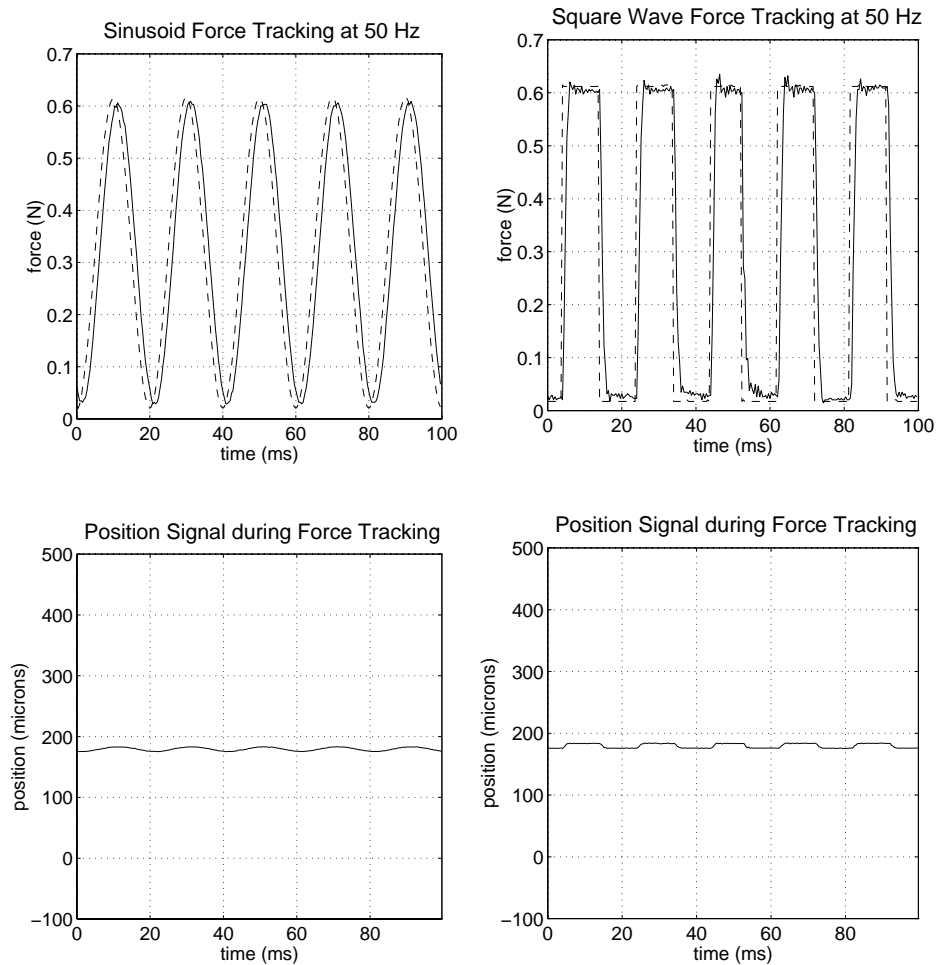 Sinusoid Force Tracking at 50 Hz
0.7
0.6
0.5
0.4
0.3
0.2
0.1
0
force (N)
0 20 40 60 80 100
time (ms)
Square Wave Force Tracking at 50 Hz
0.7
0.6
0.5
0.4
0.3
0.2
0.1
0
force (N)
0 20 40 60 80 100
time (ms)
Position Signal during Force Tracking
500
400
300
200
100
0
−100
position (microns)
0 20 40 60 80
time (ms)
Position Signal during Force Tracking
500
400
300
200
100
0
−100
position (microns)
0 20 40 60 80
time (ms)